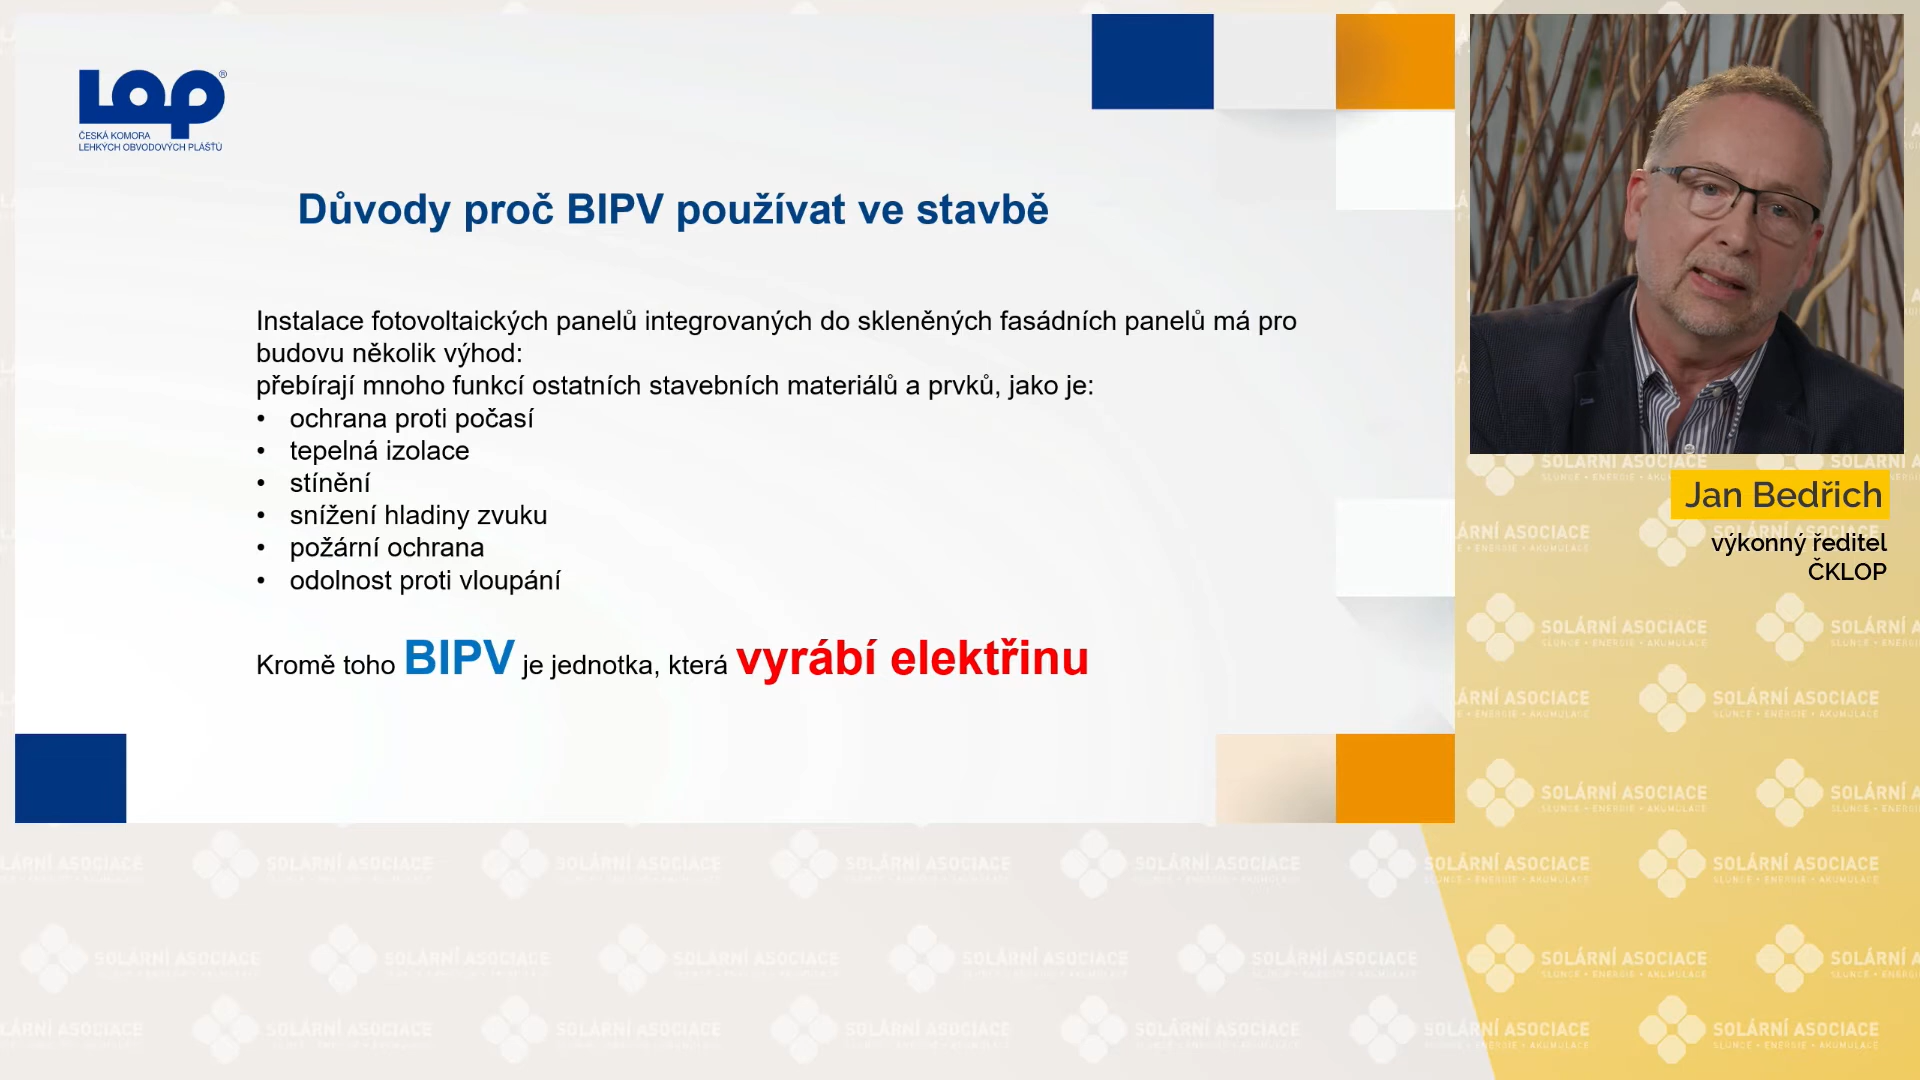 LOP®
ČESKÁ KOMORA
LEHKÝCH OBVODOVÝCH PLÁŠŤŮ
Důvody proč BIPV používat ve stavbě
Instalace fotovoltaických panelů integrovaných do skleněných fasádních panelů má pro
budovu několik výhod:
přebírají mnoho funkcí ostatních stavebních materiálů a prvků, jako je:
• ochrana proti počasí
• tepelná izolace
• stínění
• snížení hladiny zvuku
• požární ochrana
• odolnost proti vloupání
Kromě toho BIPV je jednotka, která vyrábí elektřinu
Jan Bedřich
výkonný ředitel
ČKLOP
SOLÁRNÍ ASOCIACE
SLUNCE • ENERGIE • AKUMULACE